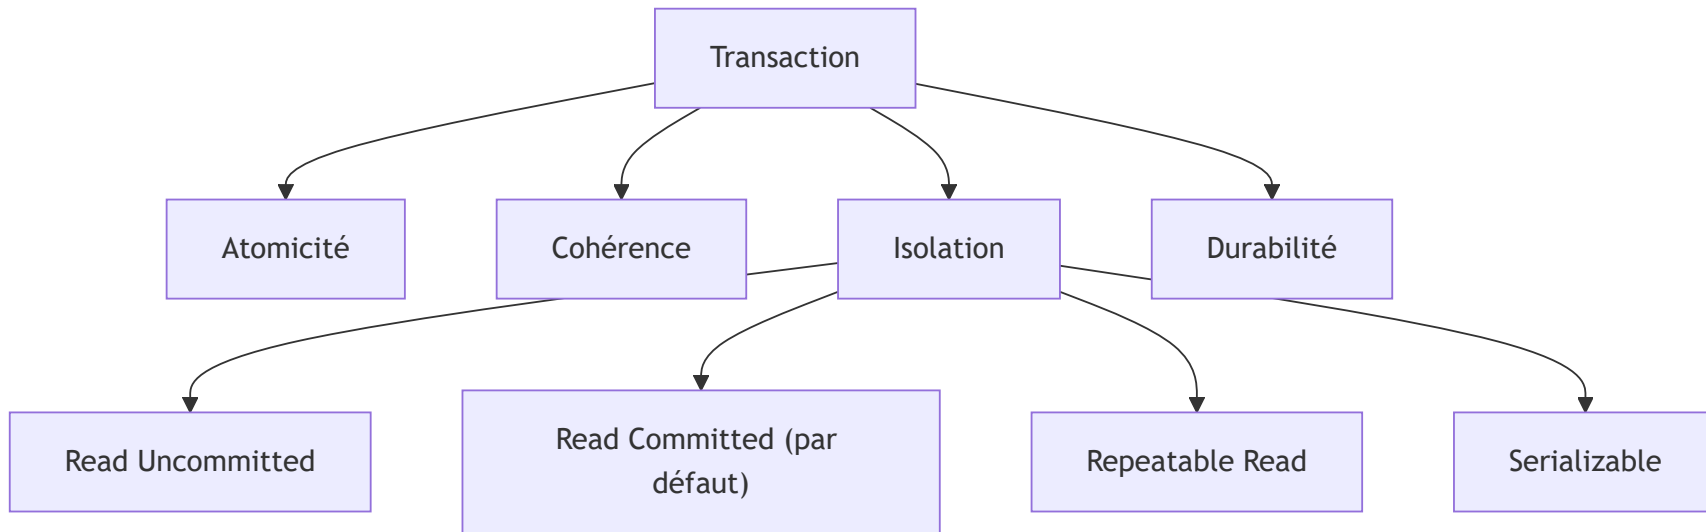 Transaction
Atomicité
Cohérence
Isolation
Durabilité
Read Uncommitted
Read Committed (par
défaut)
Repeatable Read
Serializable